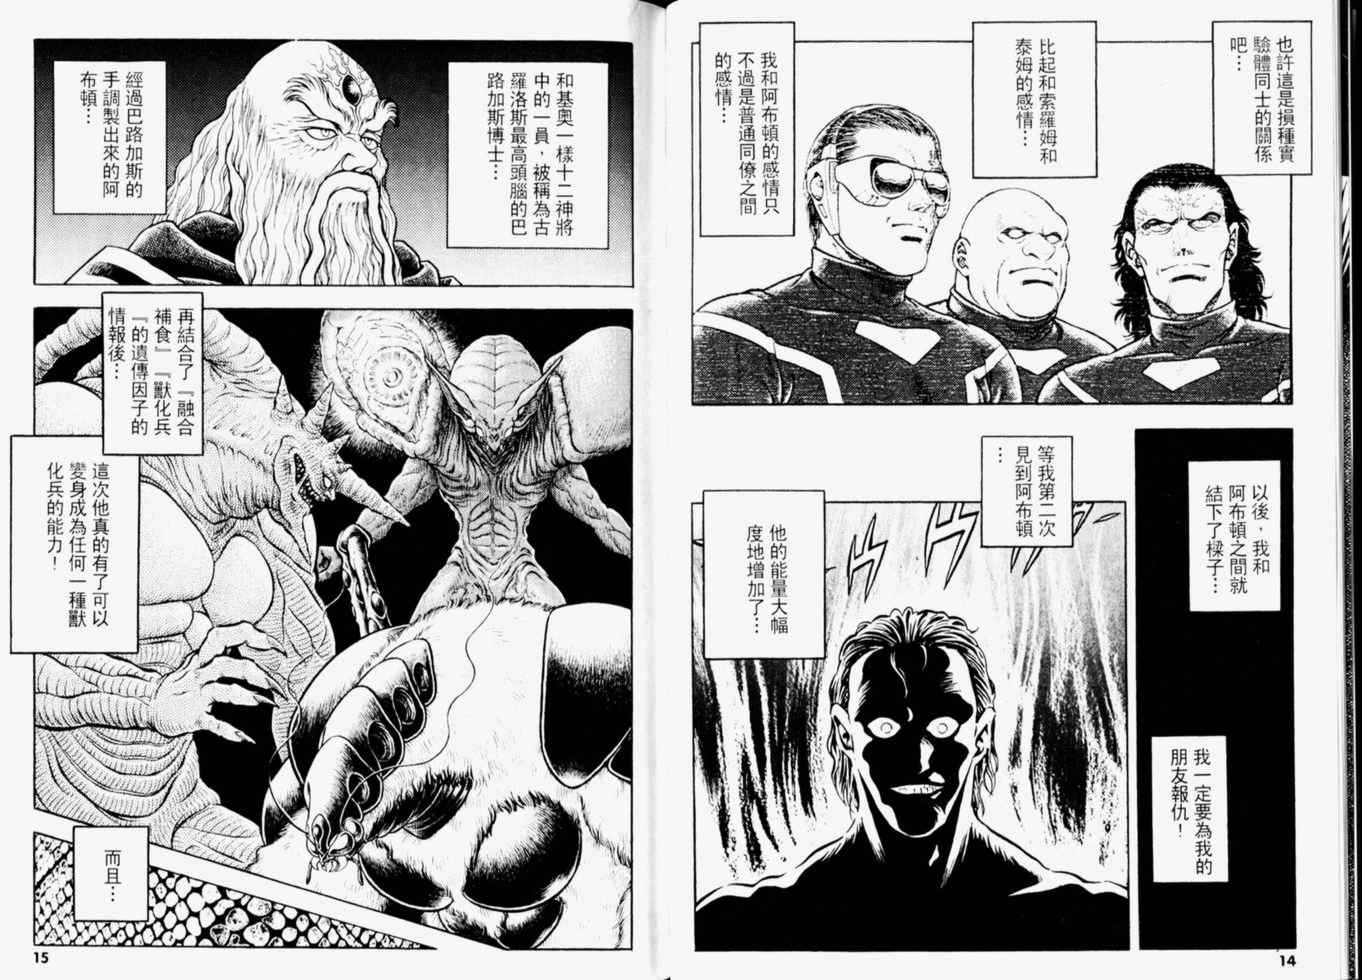 也許這是損種實
驗體同士的關係
吧…
比起和索羅姆和
泰姆的感情…
我和阿布頓的感情只
不過是普通同僚之間
的感情…
以後，我和
阿布頓之間就
結下了樑子…
我一定要為我的
朋友報仇！
等我第二次
見到阿布頓
…
他的能量大幅
度地增加了…
ドドド
14
和基奧一樣十二神將
中的一員，被稱為古
羅洛斯最高頭腦的巴
路加斯博士…
經過巴路加斯的
手調製出來的阿
布頓…
再結合了『融合
補食』『獸化兵
『的遺傳因子的
情報後…
這次他真的有了可以
變身成為任何一種獸
化兵的能力！
而且…
15